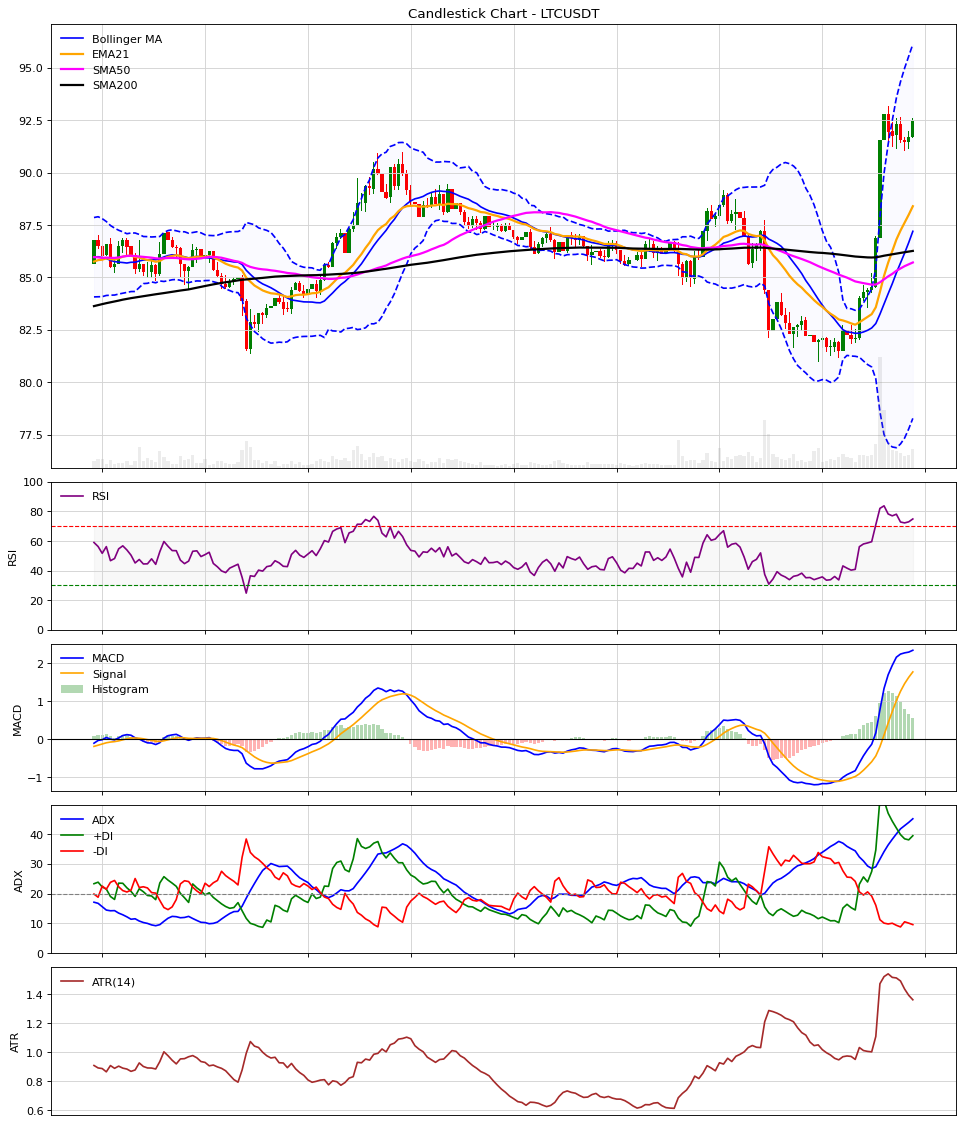 Candlestick Chart - LTCUSDT
Bollinger MA
EMA21
SMA50
SMA200
95.0
92.5
90.0
87.5
85.0
82.5
80.0
77.5
RSI
100
80
60
40
20
0
RSI
MACD
Signal
Histogram
2
1
0
−1
MACD
ADX
+DI
-DI
40
30
20
10
0
ADX
ATR(14)
1.4
1.2
1.0
0.8
0.6
ATR